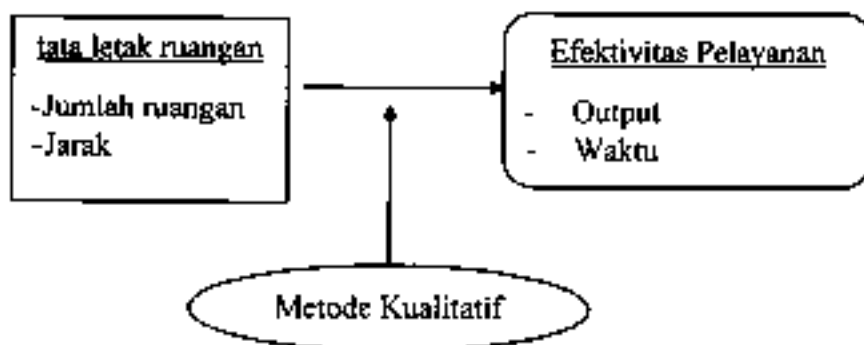 tata letak ruangan
-Jumlah ruangan
-Jarak
Efektivitas Pelayanan
- Output
- Waktu
Metode Kualitatif